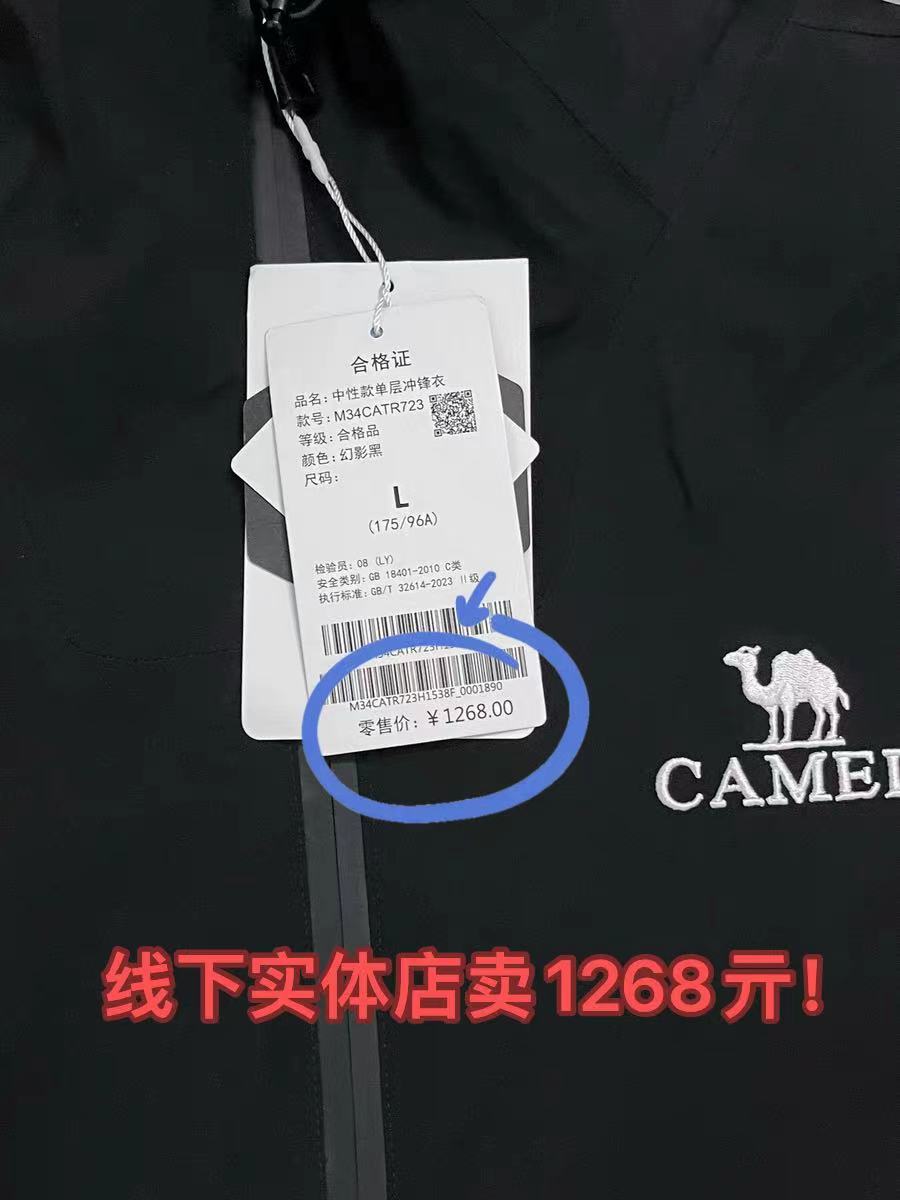 合格证
品名:中性款单层冲锋衣
款号:M34CATR723
等级:合格品
颜色:幻影黑
尺码:
L
(175/96A)
检验员:08 (LY)
安全类别:GB 18401-2010 C类
执行标准:GB/T 32614-2023 II级
M34CATR723H1538F_0001890
零售价:¥1268.00
CAMEL
线下实体店卖1268亓!